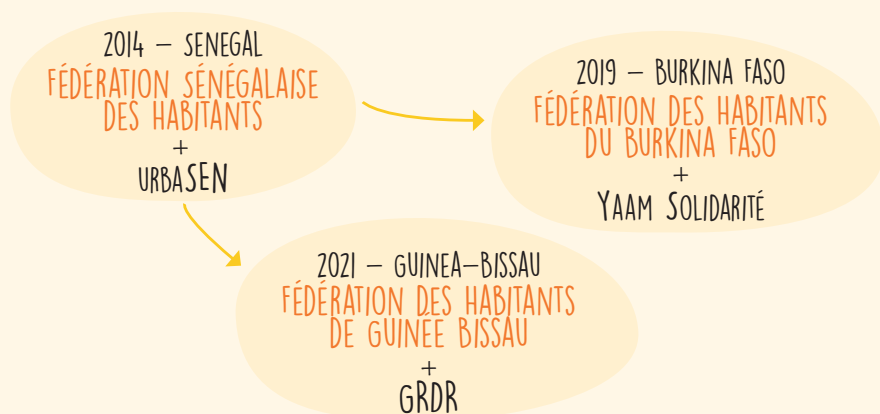 2014 – SENEGAL
FÉDÉRATION SÉNÉGALAISE
DES HABITANTS
+
URBASEN
2019 – BURKINA FASO
FÉDÉRATION DES HABITANTS
DU BURKINA FASO
+
YAAM SOLIDARITÉ
2021 – GUINEA-BISSAU
FÉDÉRATION DES HABITANTS
DE GUINÉE BISSAU
+
GRDR